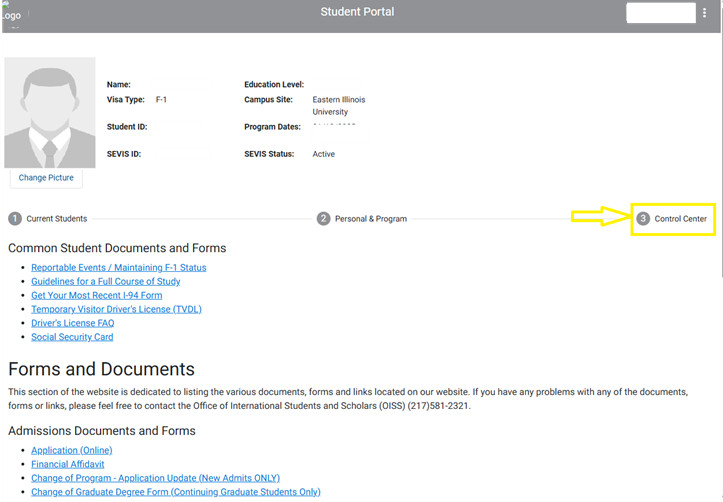 Logo
Student Portal
Name:
Education Level:
Visa Type: F-1
Campus Site: Eastern Illinois
University
Student ID:
Program Dates:
SEVIS ID:
SEVIS Status: Active
Change Picture
1 Current Students
2 Personal & Program
3 Control Center
Common Student Documents and Forms
Reportable Events / Maintaining F-1 Status
Guidelines for a Full Course of Study
Get Your Most Recent I-94 Form
Temporary Visitor Driver's License (TVDL)
Driver's License FAQ
Social Security Card
Forms and Documents
This section of the website is dedicated to listing the various documents, forms and links located on our website. If you have any problems with any of the documents,
forms or links, please feel free to contact the Office of International Students and Scholars (OISS) (217)581-2321.
Admissions Documents and Forms
Application (Online)
Financial Affidavit
Change of Program - Application Update (New Admits ONLY)
Change of Graduate Degree Form (Continuing Graduate Students Only)